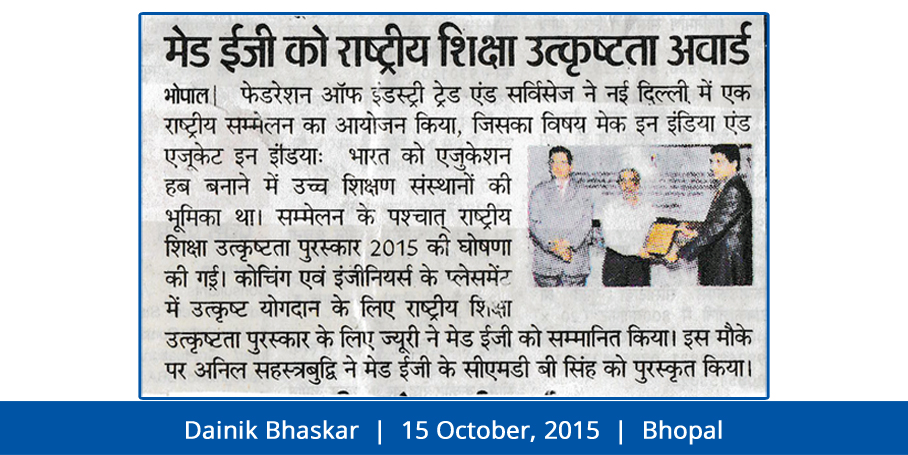 मेड ईजी को राष्ट्रीय शिक्षा उत्कृष्टता अवार्ड
भोपाल| फेडरेशन ऑफ इंडस्ट्री ट्रेड एंड सर्विसेज ने नई दिल्ली में एक
राष्ट्रीय सम्मेलन का आयोजन किया, जिसका विषय मेक इन इंडिया एंड
एजूकेट इन इंडियाः भारत को एजुकेशन
हब बनाने में उच्च शिक्षण संस्थानों की
भूमिका था। सम्मेलन के पश्चात् राष्ट्रीय
शिक्षा उत्कृष्टता पुरस्कार 2015 की घोषणा
की गई। कोचिंग एवं इंजीनियर्स के प्लेसमेंट
में उत्कृष्ट योगदान के लिए राष्ट्रीय शिक्षा
उत्कृष्टता पुरस्कार के लिए ज्यूरी ने मेड ईजी को सम्मानित किया। इस मौके
पर अनिल सहस्त्रबुद्धि ने मेड ईजी के सीएमडी बी सिंह को पुरस्कृत किया।
Dainik Bhaskar | 15 October, 2015 | Bhopal